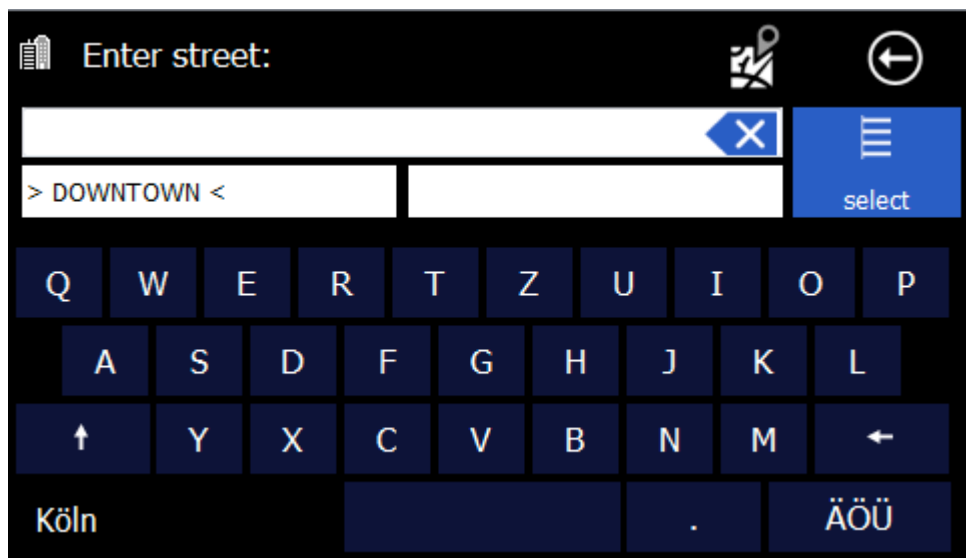 Enter street:
> DOWNTOWN <
select
Q W E R T Z U I O P
A S D F G H J K L
Y X C V B N M
Köln . ÄÖÜ